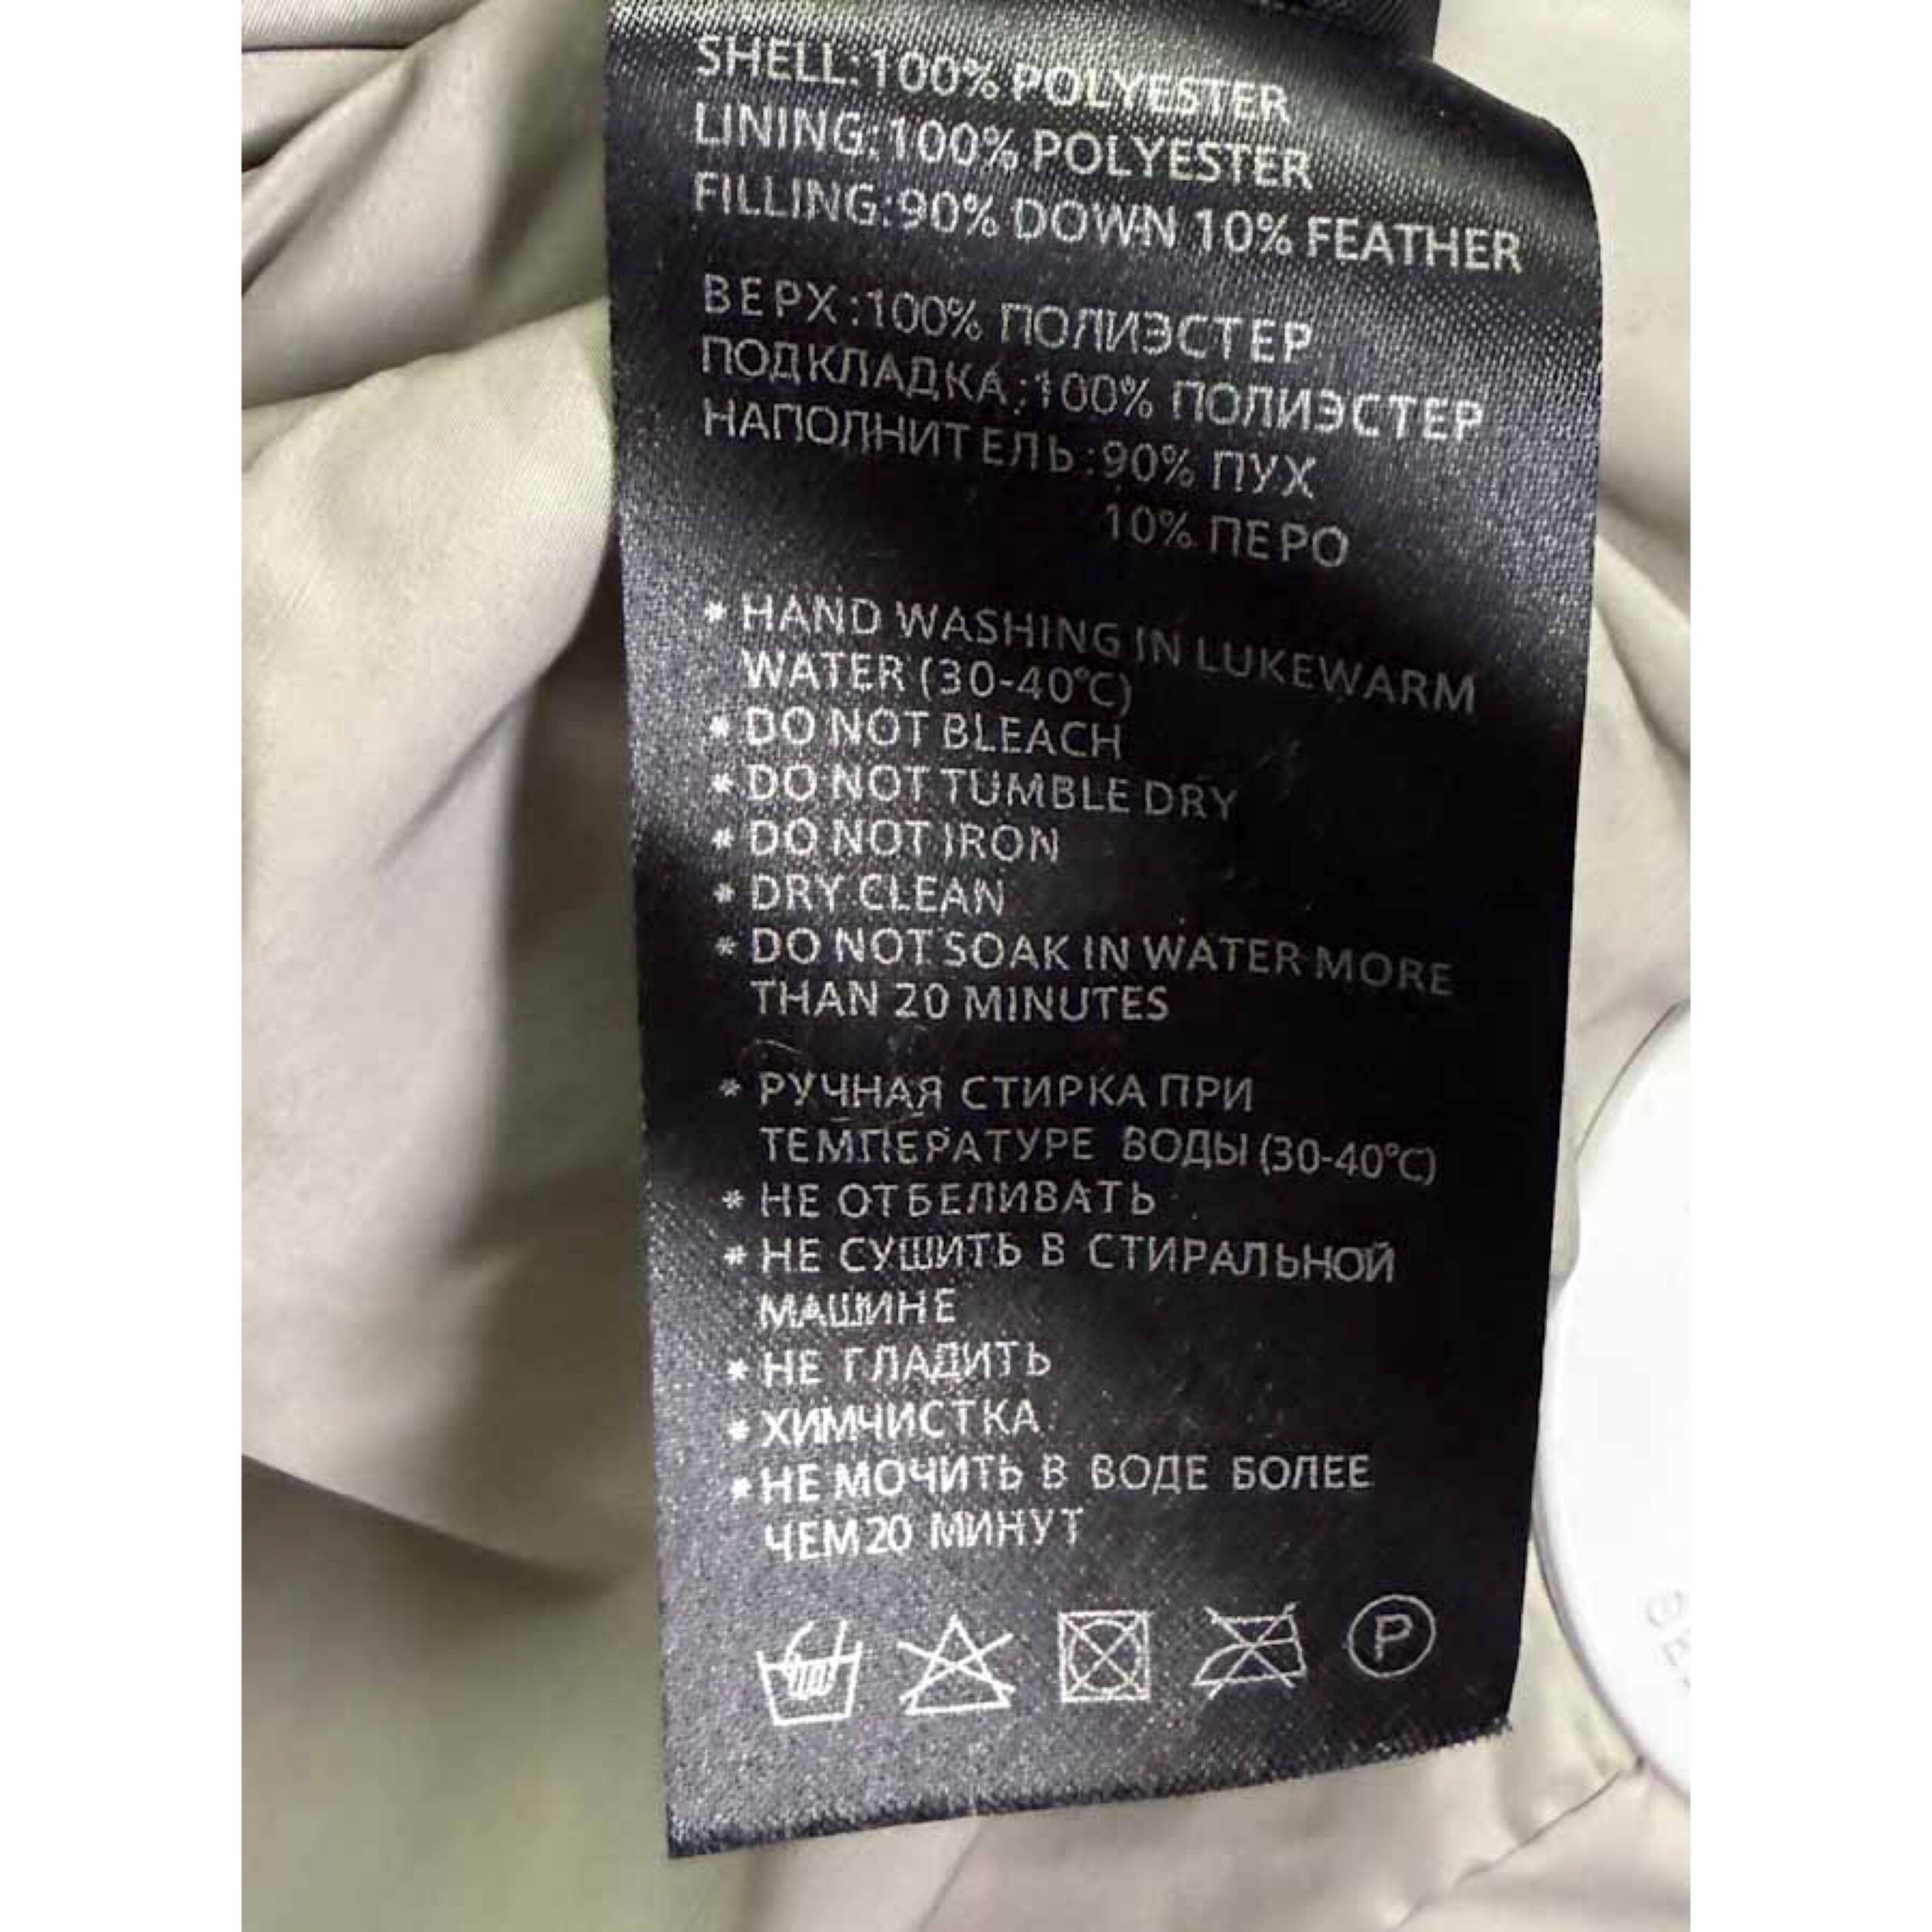 SHELL:100% POLYESTER
LINING:100% POLYESTER
FILLING:90% DOWN 10% FEATHER
ВЕРХ:100% ПОЛИЭСТЕР
ПОДКЛАДКА:100% ПОЛИЭСТЕР
НАПОЛНИТЕЛЬ:90% ПУХ
10% ПЕРО
* HAND WASHING IN LUKEWARM
WATER (30-40°C)
* DO NOT BLEACH
* DO NOT TUMBLE DRY
* DO NOT IRON
* DRY CLEAN
* DO NOT SOAK IN WATER MORE
THAN 20 MINUTES
* РУЧНАЯ СТИРКА ПРИ
ТЕМПЕРАТУРЕ ВОДЫ (30-40°C)
* НЕ ОТБЕЛИВАТЬ
* НЕ СУШИТЬ В СТИРАЛЬНОЙ
МАШИНЕ
* НЕ ГЛАДИТЬ
* ХИМЧИСТКА
* НЕ МОЧИТЬ В ВОДЕ БОЛЕЕ
ЧЕМ 20 МИНУТ
P